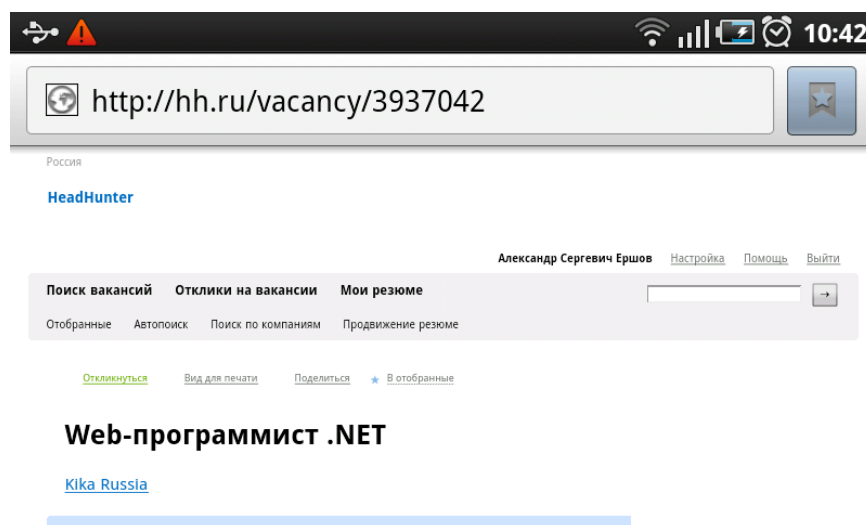 10:42
http://hh.ru/vacancy/3937042
Россия
HeadHunter
Александр Сергеевич Ершов Настройка Помощь Выйти
Поиск вакансий Отклики на вакансии Мои резюме
Отобранные Автопоиск Поиск по компаниям Продвижение резюме
Откликнуться Вид для печати Поделиться В отобранные
Web-программист .NET
Kika Russia